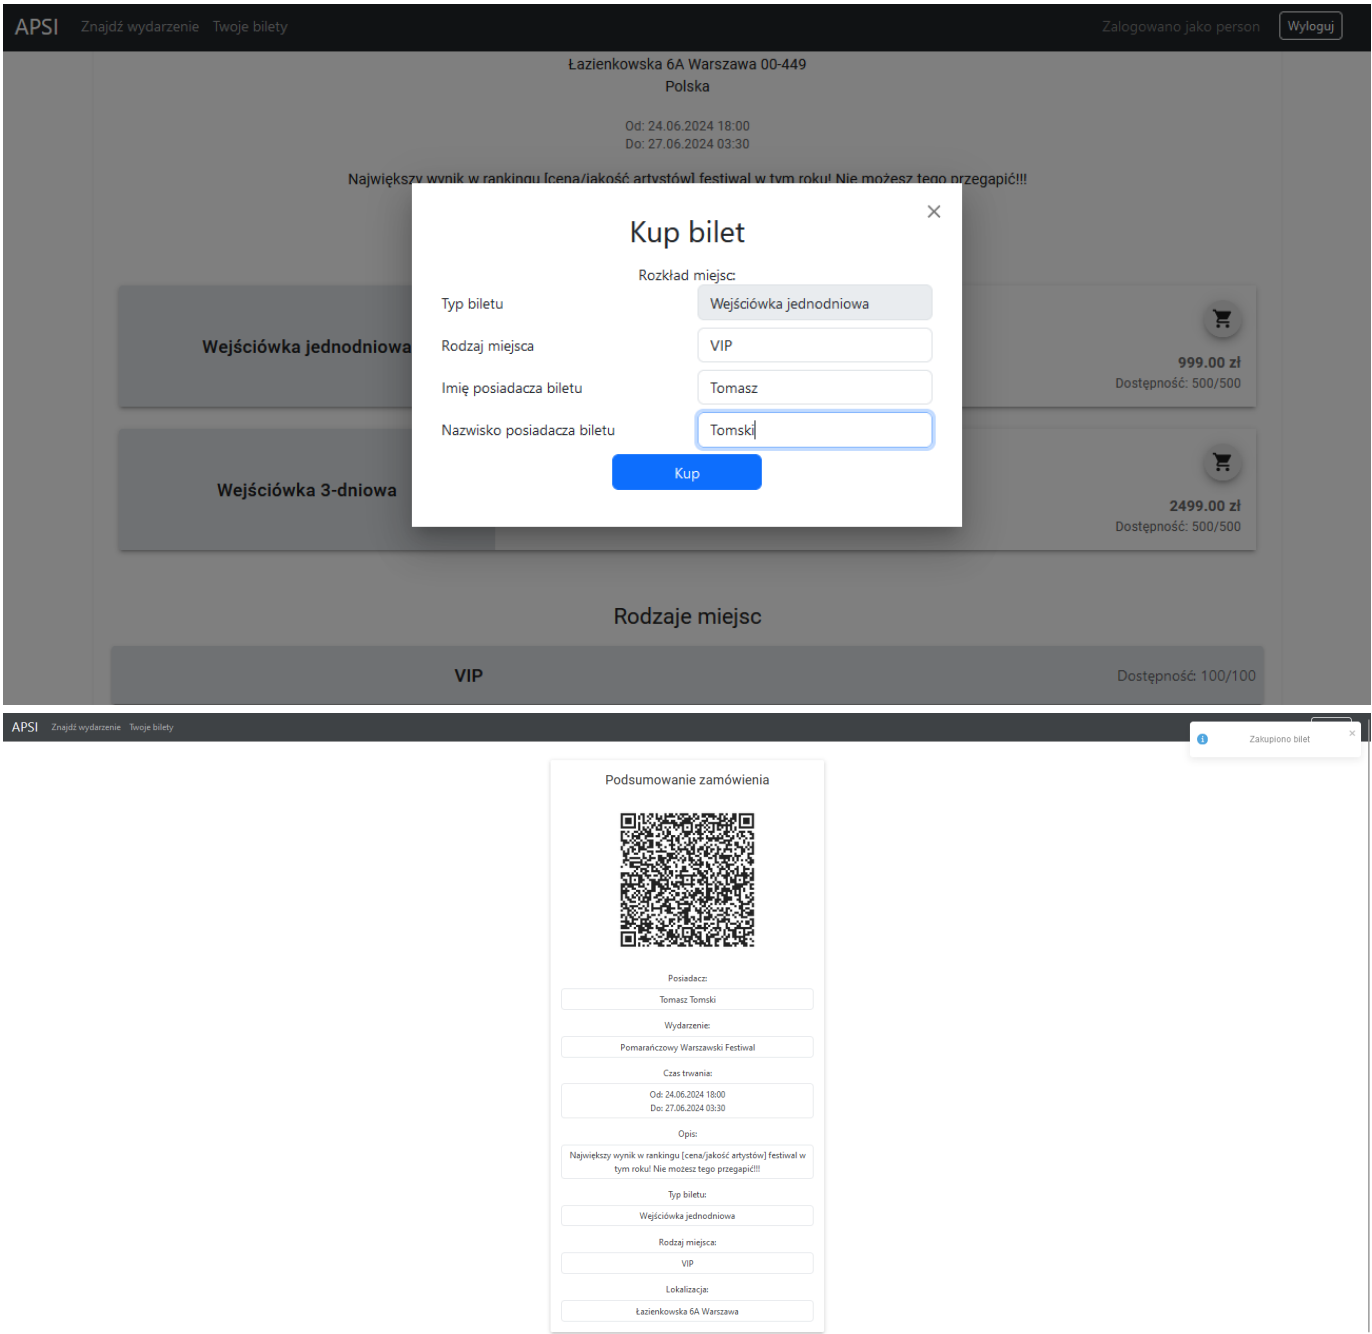 APSI Znajdź wydarzenie Twoje bilety Zalogowano jako person Wyloguj
Łazienkowska 6A Warszawa 00-449
Polska
Od: 24.06.2024 18:00
Do: 27.06.2024 03:30
Największy wynik w rankingu [cena/jakość artystów] festiwal w tym roku! Nie możesz tego przegapić!!!
Kup bilet
Rozkład miejsc:
Typ biletu Wejściówka jednodniowa
Rodzaj miejsca VIP
Imię posiadacza biletu Tomasz
Nazwisko posiadacza biletu Tomski
Kup
Wejściówka jednodniowa
999.00 zł
Dostępność: 500/500
Wejściówka 3-dniowa
2499.00 zł
Dostępność: 500/500
Rodzaje miejsc
VIP Dostępność: 100/100
APSI Znajdź wydarzenie Twoje bilety
Zakupiono bilet
Podsumowanie zamówienia
Posiadacz:
Tomasz Tomski
Wydarzenie:
Pomarańczowy Warszawski Festiwal
Czas trwania:
Od: 24.06.2024 18:00
Do: 27.06.2024 03:30
Opis:
Największy wynik w rankingu [cena/jakość artystów] festiwal w
tym roku! Nie możesz tego przegapić!!!
Typ biletu:
Wejściówka jednodniowa
Rodzaj miejsca:
VIP
Lokalizacja:
Łazienkowska 6A Warszawa